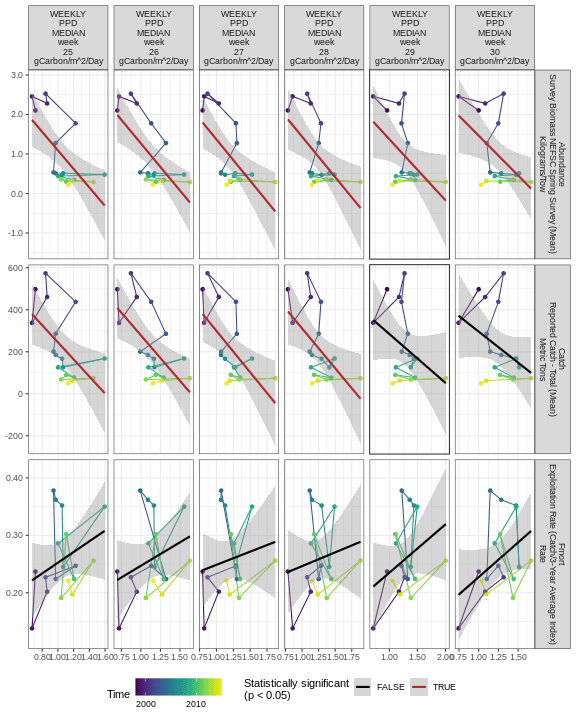 WEEKLY PPD MEDIAN week 25 gCarbon/m^2/Day
WEEKLY PPD MEDIAN week 26 gCarbon/m^2/Day
WEEKLY PPD MEDIAN week 27 gCarbon/m^2/Day
WEEKLY PPD MEDIAN week 28 gCarbon/m^2/Day
WEEKLY PPD MEDIAN week 29 gCarbon/m^2/Day
WEEKLY PPD MEDIAN week 30 gCarbon/m^2/Day
3.0
2.0
1.0
0.0
-1.0
Abundance
Survey Biomass NEFSC Spring Survey (Mean)
Kilograms/Tow
600
400
200
0
-200
Catch
Reported Catch - Total (Mean)
Metric Tons
0.40
0.30
0.20
Fmort
Exploitation Rate (Catch/3-Year Average Index)
Rate
0.80 1.00 1.20 1.40 1.60
0.75 1.00 1.25 1.50
0.75 1.00 1.25 1.50 1.75
0.75 1.00 1.25 1.50 1.75
1.00 1.50 2.00
0.75 1.00 1.25 1.50
Time
2000 2010
Statistically significant
(p < 0.05)
FALSE
TRUE